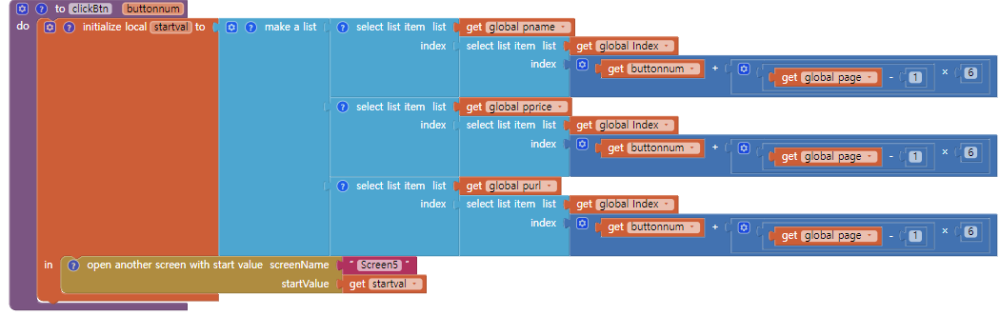 to clickBtn buttonnum
do initialize local startval to make a list select list item list get global pname
index select list item list get global Index
index get buttonnum + get global page - 1 × 6
select list item list get global pprice
index select list item list get global Index
index get buttonnum + get global page - 1 × 6
select list item list get global purl
index select list item list get global Index
index get buttonnum + get global page - 1 × 6
in open another screen with start value screenName " Screen5 "
startValue get startval